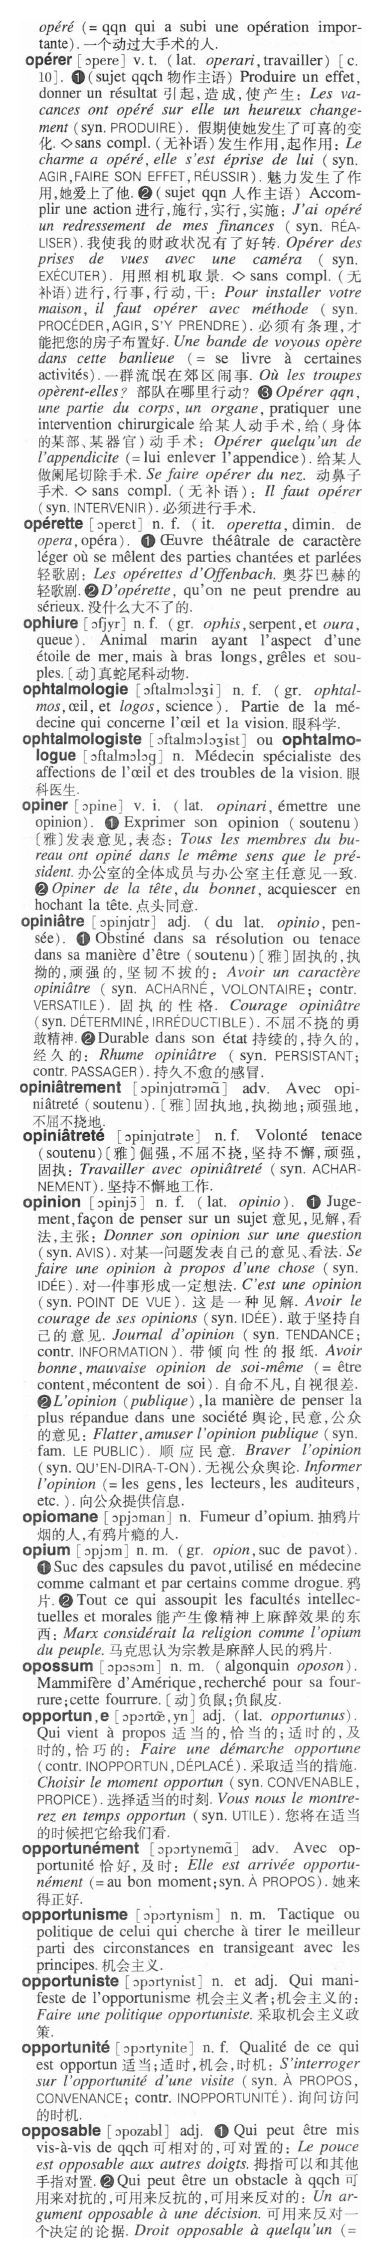 opéré (= qqn qui a subi une opération impor-
tante). 一个动过大手术的人.
opérer [ɔpere] v. t. (lat. operari, travailler) [c.
10]. ❶(sujet qqch 物作主语) Produire un effet,
donner un résultat 引起,造成,使产生: Les va-
cances ont opéré sur elle un heureux change-
ment (syn. PRODUIRE). 假期使她发生了可喜的变
化. ◇sans compl. (无补语)发生作用,起作用: Le
charme a opéré, elle s'est éprise de lui (syn.
AGIR,FAIRE SON EFFET,RÉUSSIR). 魅力发生了作
用,她爱上了他. ❷(sujet qqn 人作主语) Accom-
plir une action 进行,施行,实行,实施: J'ai opéré
un redressement de mes finances (syn. RÉA-
LISER). 我使我的财政状况有了好转. Opérer des
prises de vues avec une caméra (syn.
EXÉCUTER). 用照相机取景. ◇ sans compl. (无
补语)进行,行事,行动,干: Pour installer votre
maison, il faut opérer avec méthode (syn.
PROCÉDER,AGIR,S'Y PRENDRE). 必须有条理,才
能把您的房子布置好. Une bande de voyous opère
dans cette banlieue (= se livre à certaines
activités). 一群流氓在郊区闹事. Où les troupes
opèrent-elles? 部队在哪里行动? ❸ Opérer qqn,
une partie du corps, un organe, pratiquer une
intervention chirurgicale 给某人动手术,给(身体
的某部、某器官)动手术: Opérer quelqu'un de
l'appendicite (= lui enlever l'appendice). 给某人
做阑尾切除手术. Se faire opérer du nez. 动鼻子
手术. ◇ sans compl. (无补语): Il faut opérer
(syn. INTERVENIR). 必须进行手术.
opérette [ɔpɛrɛt] n. f. (it. operetta, dimin. de
opera, opéra). ❶ Œuvre théâtrale de caractère
léger où se mêlent des parties chantées et parlées
轻歌剧: Les opérettes d'Offenbach. 奥芬巴赫的
轻歌剧. ❷D'opérette, qu'on ne peut prendre au
sérieux. 没什么大不了的.
ophiure [ɔfjyr] n. f. (gr. ophis, serpent, et oura,
queue). Animal marin ayant l'aspect d'une
étoile de mer, mais à bras longs, grêles et sou-
ples. [动]真蛇尾科动物.
ophtalmologie [ɔftalmɔlɔʒi] n. f. (gr. ophtal-
mos, œil, et logos, science). Partie de la mé-
decine qui concerne l'œil et la vision. 眼科学.
ophtalmologiste [ɔftalmɔlɔʒist] ou ophtalmo-
logue [ɔftalmɔlɔg] n. Médecin spécialiste des
affections de l'œil et des troubles de la vision. 眼
科医生.
opiner [ɔpine] v. i. (lat. opinari, émettre une
opinion). ❶ Exprimer son opinion (soutenu)
〔雅〕发表意见,表态: Tous les membres du bu-
reau ont opiné dans le même sens que le pré-
sident. 办公室的全体成员与办公室主任意见一致.
❷Opiner de la tête, du bonnet, acquiescer en
hochant la tête. 点头同意.
opiniâtre [ɔpinjɑtr] adj. (du lat. opinio, pen-
sée). ❶ Obstiné dans sa résolution ou tenace
dans sa manière d'être (soutenu)〔雅〕固执的,执
拗的,顽强的,坚韧不拔的: Avoir un caractère
opiniâtre (syn. ACHARNÉ, VOLONTAIRE; contr.
VERSATILE). 固执的性格. Courage opiniâtre
(syn. DÉTERMINÉ, IRRÉDUCTIBLE). 不屈不挠的勇
敢精神. ❷Durable dans son état 持续的,持久的,
经久的: Rhume opiniâtre (syn. PERSISTANT;
contr. PASSAGER). 持久不愈的感冒.
opiniâtrement [ɔpinjɑtrəmɑ̃] adv. Avec opi-
niâtreté (soutenu). 〔雅〕固执地,执拗地;顽强地,
不屈不挠地.
opiniâtreté [ɔpinjɑtrəte] n. f. Volonté tenace
(soutenu)〔雅〕倔强,不屈不挠,坚持不懈,顽强,
固执: Travailler avec opiniâtreté (syn. ACHAR-
NEMENT). 坚持不懈地工作.
opinion [ɔpinjɔ̃] n. f. (lat. opinio). ❶ Juge-
ment, façon de penser sur un sujet 意见,见解,看
法,主张: Donner son opinion sur une question
(syn. AVIS). 对某一问题发表自己的意见、看法. Se
faire une opinion à propos d'une chose (syn.
IDÉE). 对一件事形成一定想法. C'est une opinion
(syn. POINT DE VUE). 这是一种见解. Avoir le
courage de ses opinions (syn. IDÉE). 敢于坚持自
己的意见. Journal d'opinion (syn. TENDANCE;
contr. INFORMATION). 带倾向性的报纸. Avoir
bonne, mauvaise opinion de soi-même (= être
content, mécontent de soi). 自命不凡,自视很差.
❷L'opinion (publique), la manière de penser la
plus répandue dans une société 舆论,民意,公众
的意见: Flatter, amuser l'opinion publique (syn.
fam. LE PUBLIC). 顺应民意. Braver l'opinion
(syn. QU'EN-DIRA-T-ON). 无视公众舆论. Informer
l'opinion (= les gens, les lecteurs, les auditeurs,
etc.). 向公众提供信息.
opiomane [ɔpjɔman] n. Fumeur d'opium. 抽鸦片
烟的人,有鸦片瘾的人.
opium [ɔpjɔm] n. m. (gr. opion, suc de pavot).
❶Suc des capsules du pavot, utilisé en médecine
comme calmant et par certains comme drogue. 鸦
片. ❷ Tout ce qui assoupit les facultés intellec-
tuelles et morales 能产生像精神上麻醉效果的东
西: Marx considérait la religion comme l'opium
du peuple. 马克思认为宗教是麻醉人民的鸦片.
opossum [ɔpɔsɔm] n. m. (algonquin oposon).
Mammifère d'Amérique, recherché pour sa four-
rure; cette fourrure. [动]负鼠;负鼠皮.
opportun,e [ɔpɔrtœ̃, yn] adj. (lat. opportunus).
Qui vient à propos 适当的,恰当的;适时的,及
时的,恰巧的: Faire une démarche opportune
(contr. INOPPORTUN, DÉPLACÉ). 采取适当的措施.
Choisir le moment opportun (syn. CONVENABLE,
PROPICE). 选择适当的时刻. Vous nous le montre-
rez en temps opportun (syn. UTILE). 您将在适当
的时候把它给我们看.
opportunément [ɔpɔrtynemɑ̃] adv. Avec op-
portunité 恰好,及时: Elle est arrivée opportu-
nément (= au bon moment; syn. À PROPOS). 她来
得正好.
opportunisme [ɔpɔrtynism] n. m. Tactique ou
politique de celui qui cherche à tirer le meilleur
parti des circonstances en transigeant avec les
principes. 机会主义.
opportuniste [ɔpɔrtynist] n. et adj. Qui mani-
feste de l'opportunisme 机会主义者;机会主义的:
Faire une politique opportuniste. 采取机会主义政
策.
opportunité [ɔpɔrtynite] n. f. Qualité de ce qui
est opportun 适当;适时,机会,时机: S'interroger
sur l'opportunité d'une visite (syn. À PROPOS,
CONVENANCE; contr. INOPPORTUNITÉ). 询问访问
的时机.
opposable [ɔpozabl] adj. ❶ Qui peut être mis
vis-à-vis de qqch 可相对的,可对置的: Le pouce
est opposable aux autres doigts. 拇指可以和其他
手指对置. ❷Qui peut être un obstacle à qqch 可
用来对抗的,可用来反抗的,可用来反对的: Un ar-
gument opposable à une décision. 可用来反对一
个决定的论据. Droit opposable à quelqu'un (=